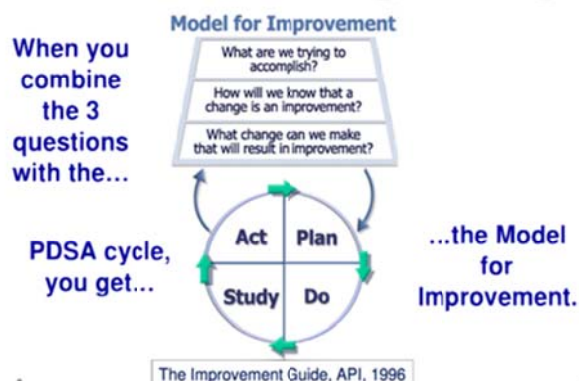 Model for Improvement
When you
combine
the 3
questions
with the...
What are we trying to
accomplish?
How will we know that a
change is an improvement?
What change can we make
that will result in improvement?
PDSA cycle,
you get...
Act
Plan
Study
Do
...the Model
for
Improvement.
The Improvement Guide, API, 1996